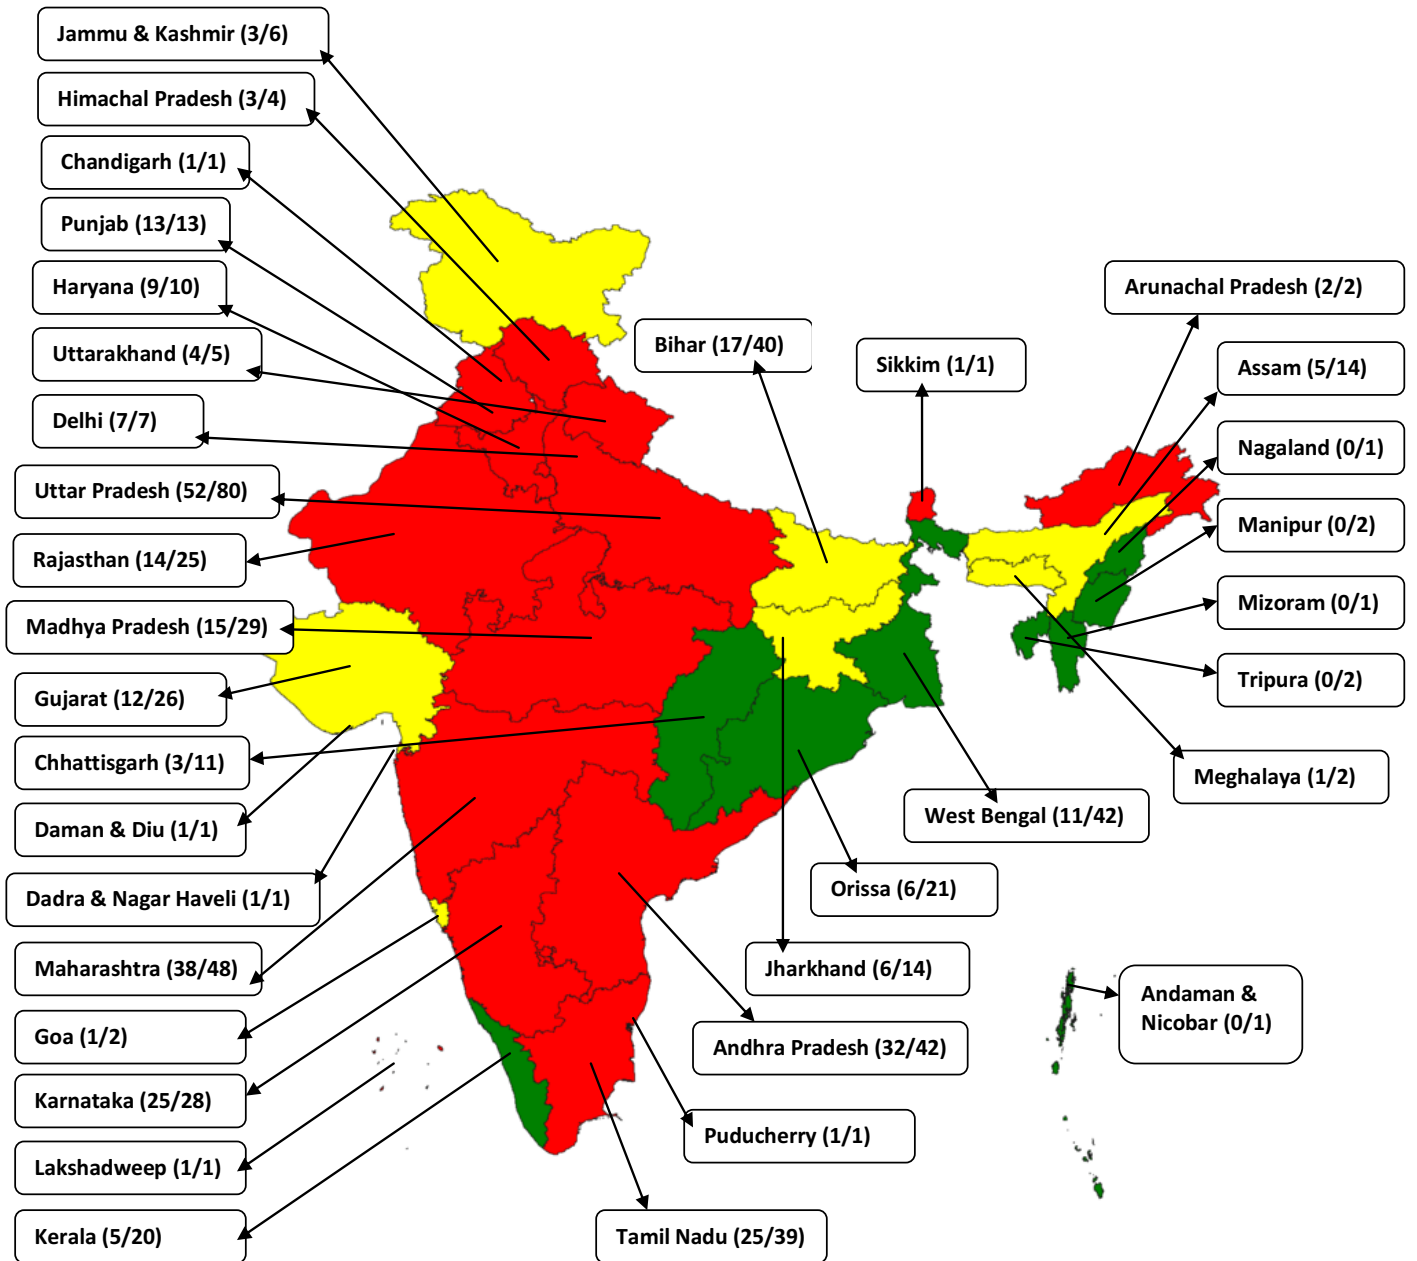 Jammu & Kashmir (3/6)
Himachal Pradesh (3/4)
Chandigarh (1/1)
Punjab (13/13)
Haryana (9/10)
Uttarakhand (4/5)
Delhi (7/7)
Uttar Pradesh (52/80)
Rajasthan (14/25)
Madhya Pradesh (15/29)
Gujarat (12/26)
Chhattisgarh (3/11)
Daman & Diu (1/1)
Dadra & Nagar Haveli (1/1)
Maharashtra (38/48)
Goa (1/2)
Karnataka (25/28)
Lakshadweep (1/1)
Kerala (5/20)
Bihar (17/40)
Sikkim (1/1)
Arunachal Pradesh (2/2)
Assam (5/14)
Nagaland (0/1)
Manipur (0/2)
Mizoram (0/1)
Tripura (0/2)
Meghalaya (1/2)
West Bengal (11/42)
Orissa (6/21)
Jharkhand (6/14)
Andaman &
Nicobar (0/1)
Andhra Pradesh (32/42)
Puducherry (1/1)
Tamil Nadu (25/39)